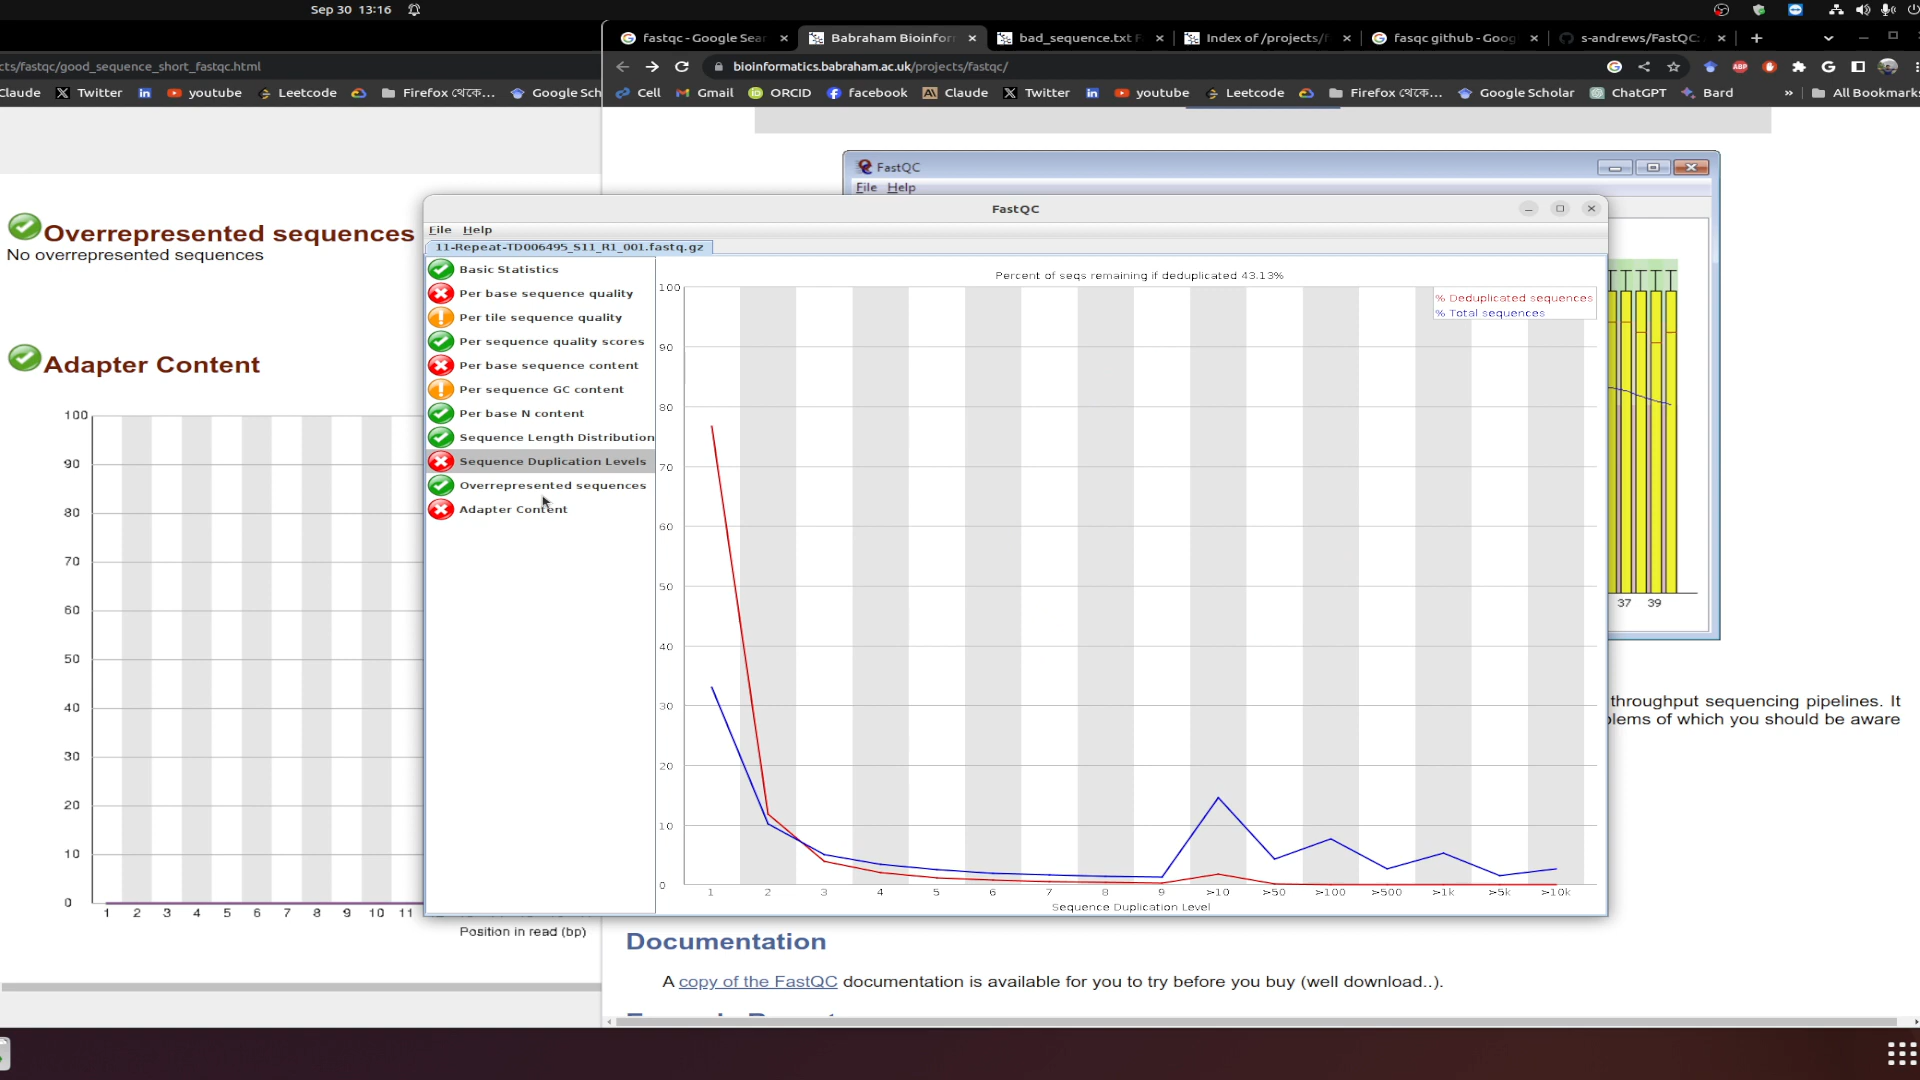 Sep 30 13:16
fastqc - Google Sear
Babraham Bioinfor
bad_sequence.txt F
Index of /projects/f
fasqc github - Goog
s-andrews/FastQC:
cts/fastqc/good_sequence_short_fastqc.html
bioinformatics.babraham.ac.uk/projects/fastqc/
Claude
Twitter
youtube
Leetcode
Firefox থেকে...
Google Sch
Cell
Gmail
ORCID
facebook
Claude
Twitter
youtube
Leetcode
Firefox থেকে...
Google Scholar
ChatGPT
Bard
»
All Bookmarks
FastQC
File Help
Overrepresented sequences
No overrepresented sequences
Adapter Content
100
90
80
70
60
50
40
30
20
10
0
1 2 3 4 5 6 7 8 9 10 11
Position in read (bp)
FastQC
File Help
11-Repeat-TD006495_S11_R1_001.fastq.gz
Basic Statistics
Per base sequence quality
Per tile sequence quality
Per sequence quality scores
Per base sequence content
Per sequence GC content
Per base N content
Sequence Length Distribution
Sequence Duplication Levels
Overrepresented sequences
Adapter Content
Percent of seqs remaining if deduplicated 43.13%
% Deduplicated sequences
% Total sequences
100
90
80
70
60
50
40
30
20
10
0
1 2 3 4 5 6 7 8 9 >10 >50 >100 >500 >1k >5k >10k
Sequence Duplication Level
37 39
throughput sequencing pipelines. It
blems of which you should be aware
Documentation
A copy of the FastQC documentation is available for you to try before you buy (well download..).